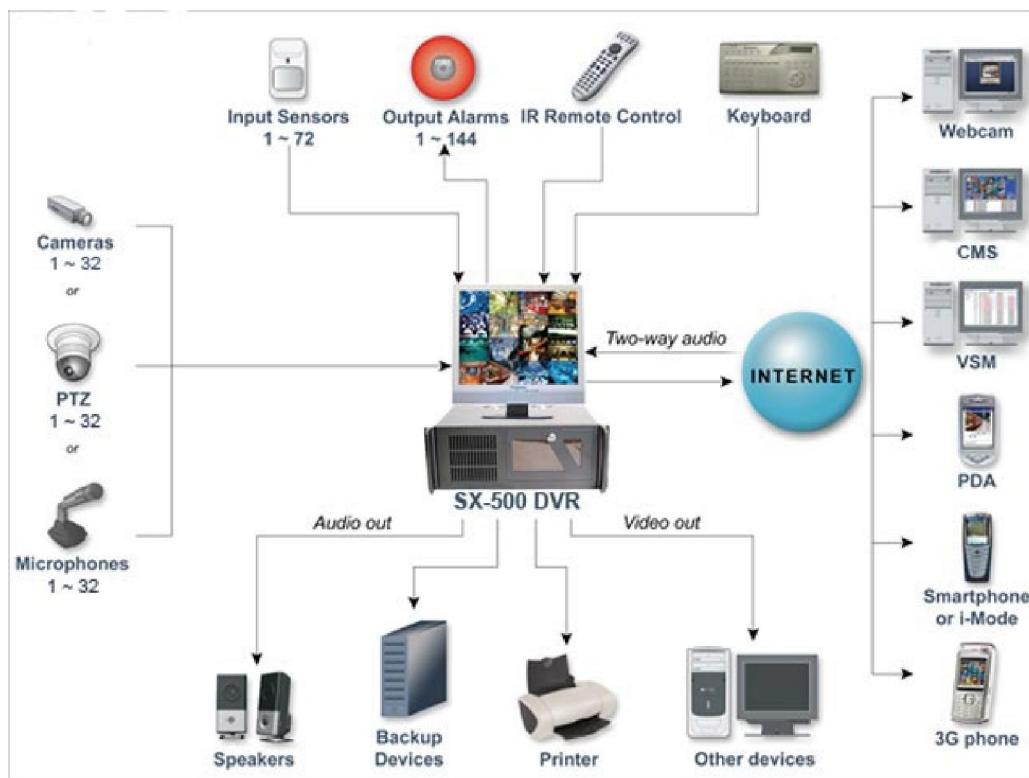 Input Sensors
1 ~ 72
Output Alarms
1 ~ 144
IR Remote Control
Keyboard
Webcam
Cameras
1 ~ 32
or
CMS
PTZ
1 ~ 32
or
Two-way audio
INTERNET
VSM
PDA
Microphones
1 ~ 32
SX-500 DVR
Audio out
Video out
Smartphone
or i-Mode
Speakers
Backup
Devices
Printer
Other devices
3G phone